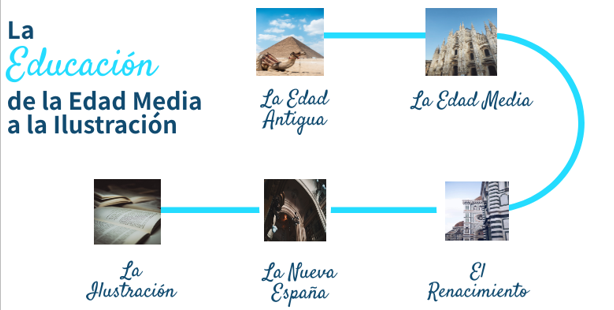 La
Educación
de la Edad Media
a la Ilustración
La Edad
Antigua
La Edad Media
El
Renacimiento
La Nueva
España
La
Ilustración